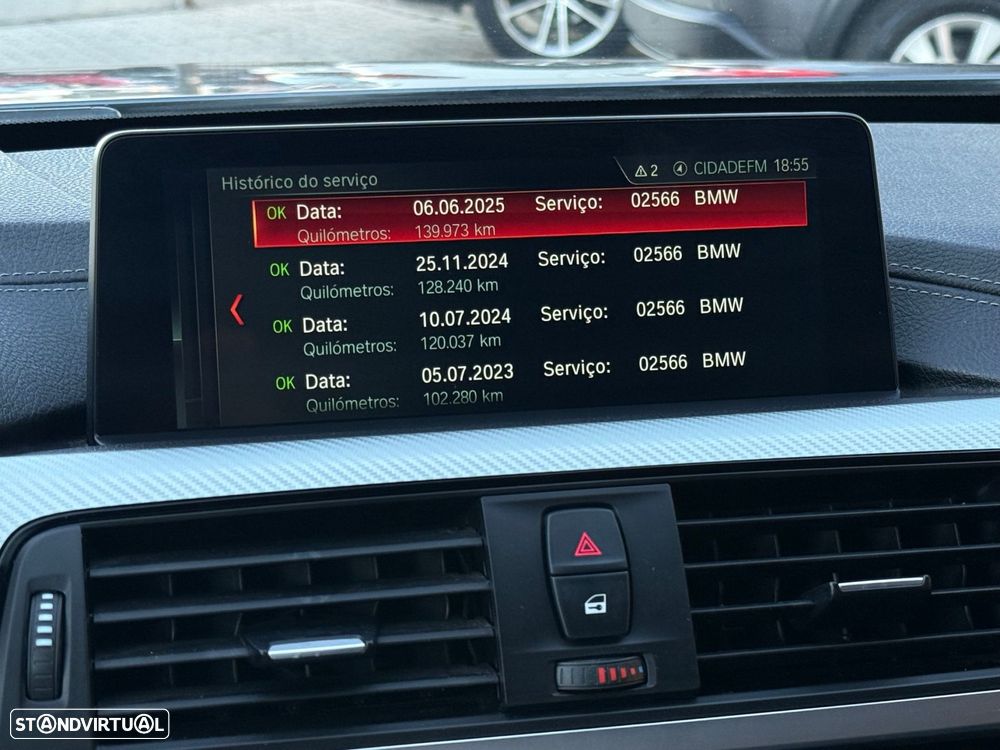 Histórico do serviço
2 CIDADEFM 18:55
OK Data: 06.06.2025 Serviço: 02566 BMW
Quilómetros: 139.973 km
OK Data: 25.11.2024 Serviço: 02566 BMW
Quilómetros: 128.240 km
OK Data: 10.07.2024 Serviço: 02566 BMW
Quilómetros: 120.037 km
OK Data: 05.07.2023 Serviço: 02566 BMW
Quilómetros: 102.280 km
STANDVIRTUAL